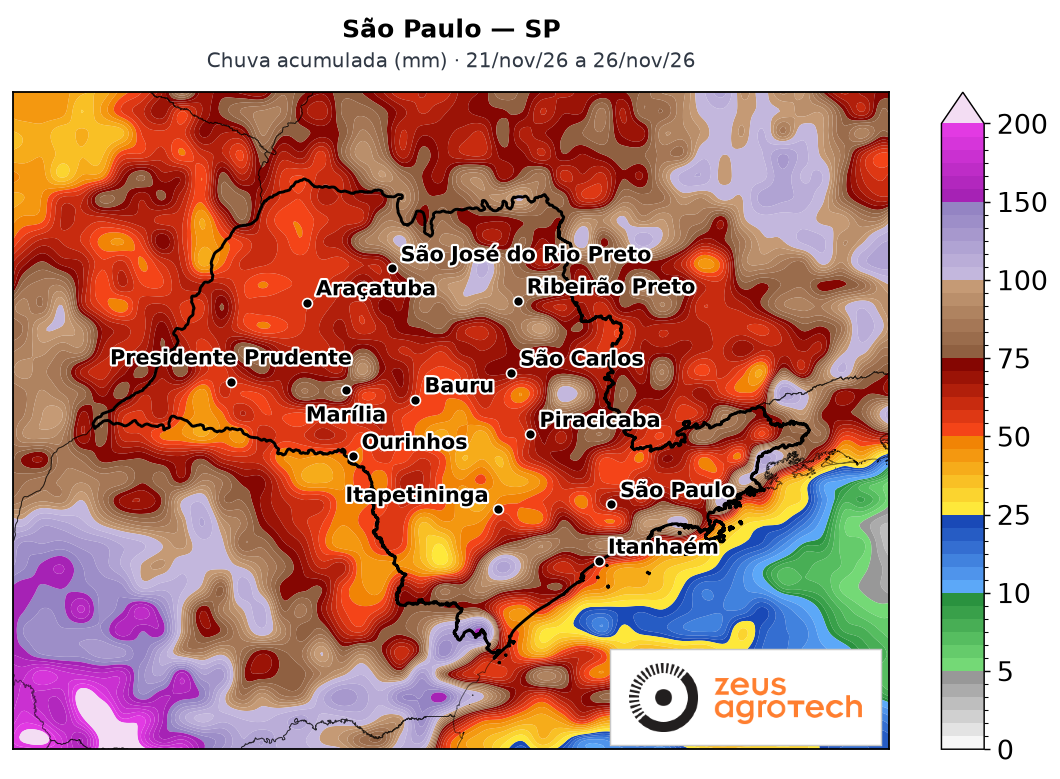 São Paulo — SP
Chuva acumulada (mm) · 21/nov/26 a 26/nov/26
200
150
100
75
50
25
10
5
0
São José do Rio Preto
Araçatuba
Ribeirão Preto
Presidente Prudente
São Carlos
Bauru
Marília
Piracicaba
Ourinhos
Itapetininga
São Paulo
Itanhaém
zeus
agrotech